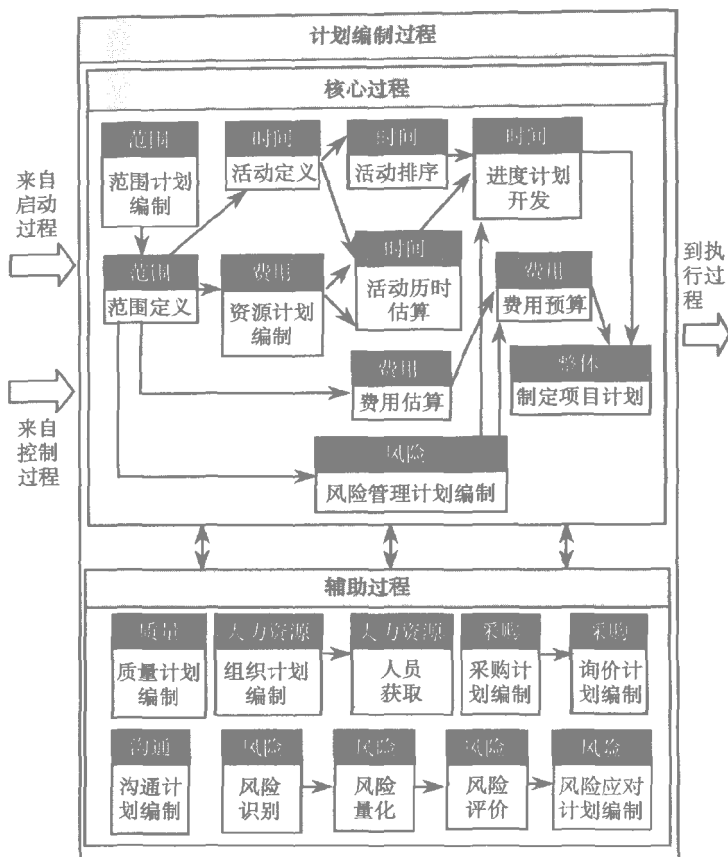 计划编制过程
核心过程
来自
启动
过程
来自
控制
过程
到执
行过
程
范围
范围计划
编制
时间
活动定义
时间
活动排序
时间
进度计划
开发
范围
范围定义
费用
资源计划
编制
时间
活动历时
估算
费用
费用预算
费用
费用估算
整体
制定项目计划
风险
风险管理计划编制
辅助过程
质量
质量计划
编制
人力资源
组织计划
编制
人力资源
人员
获取
采购
采购计
划编制
采购
询价计
划编制
沟通
沟通计
划编制
风险
风险
识别
风险
风险
量化
风险
风险
评价
风险
风险应对
计划编制